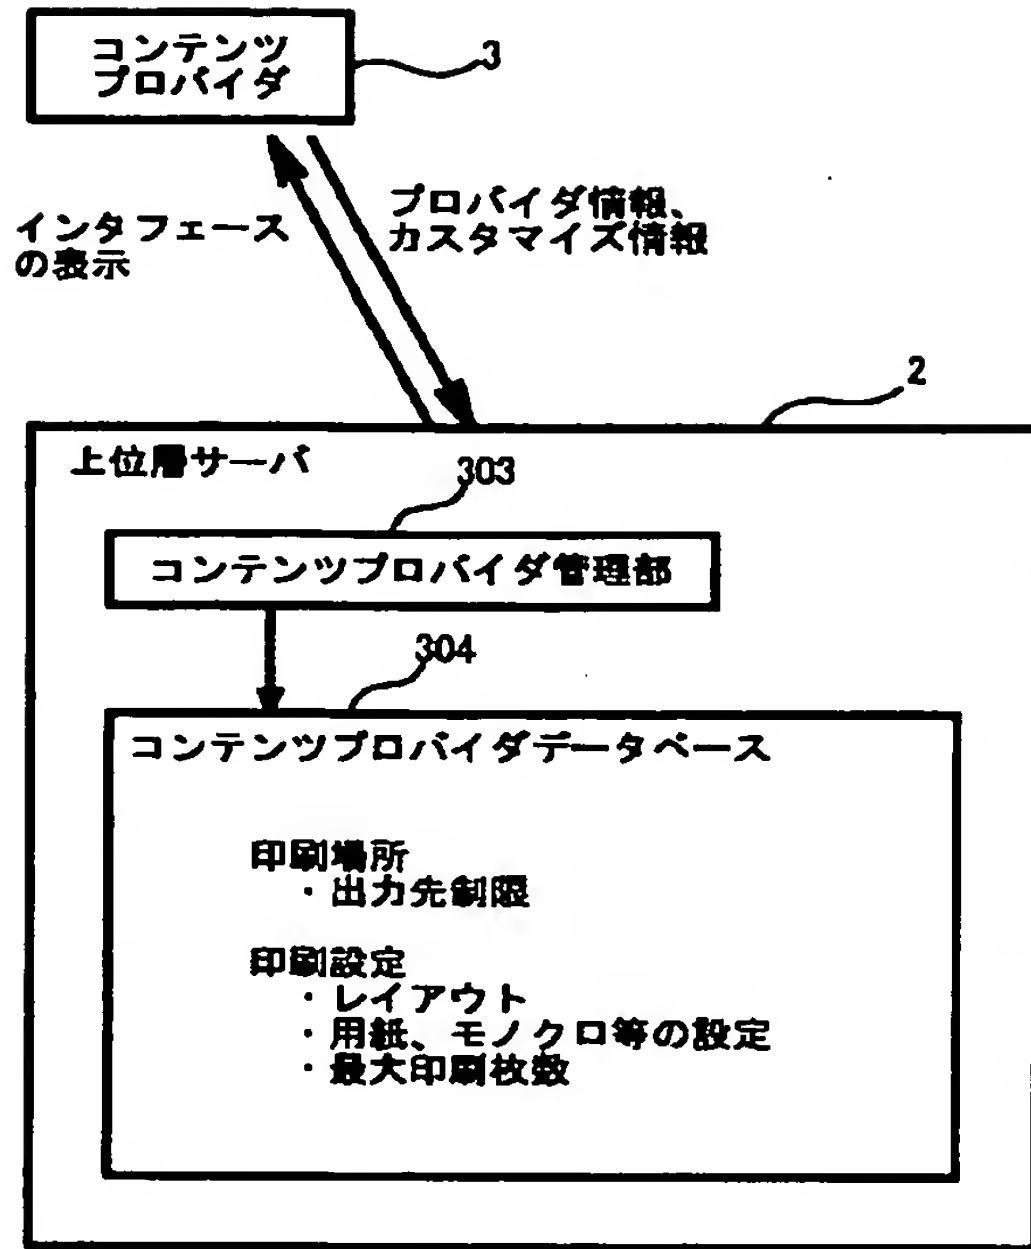 コンテンツ
プロバイダ
3
プロバイダ情報、
カスタマイズ情報
インタフェース
の表示
2
上位層サーバ
303
コンテンツプロバイダ管理部
304
コンテンツプロバイダデータベース
印刷場所
・出力先制限
印刷設定
・レイアウト
・用紙、モノクロ等の設定
・最大印刷枚数